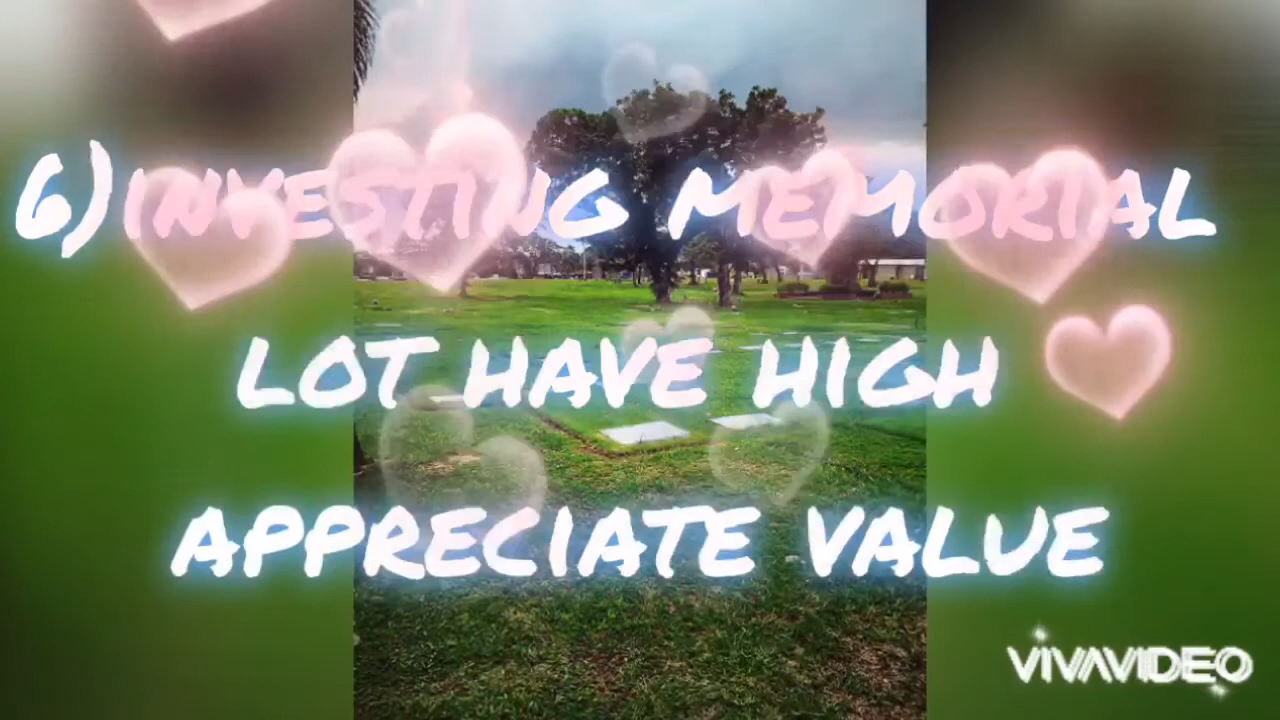 6)INVESTING MEMORIAL
LOT HAVE HIGH
APPRECIATE VALUE
VIVAVIDEO